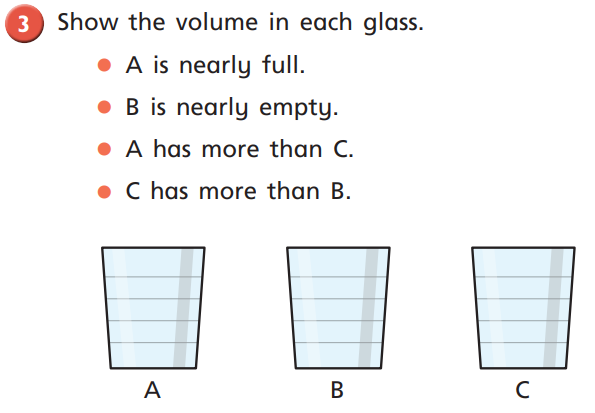 3 Show the volume in each glass.
A is nearly full.
B is nearly empty.
A has more than C.
C has more than B.
A B C